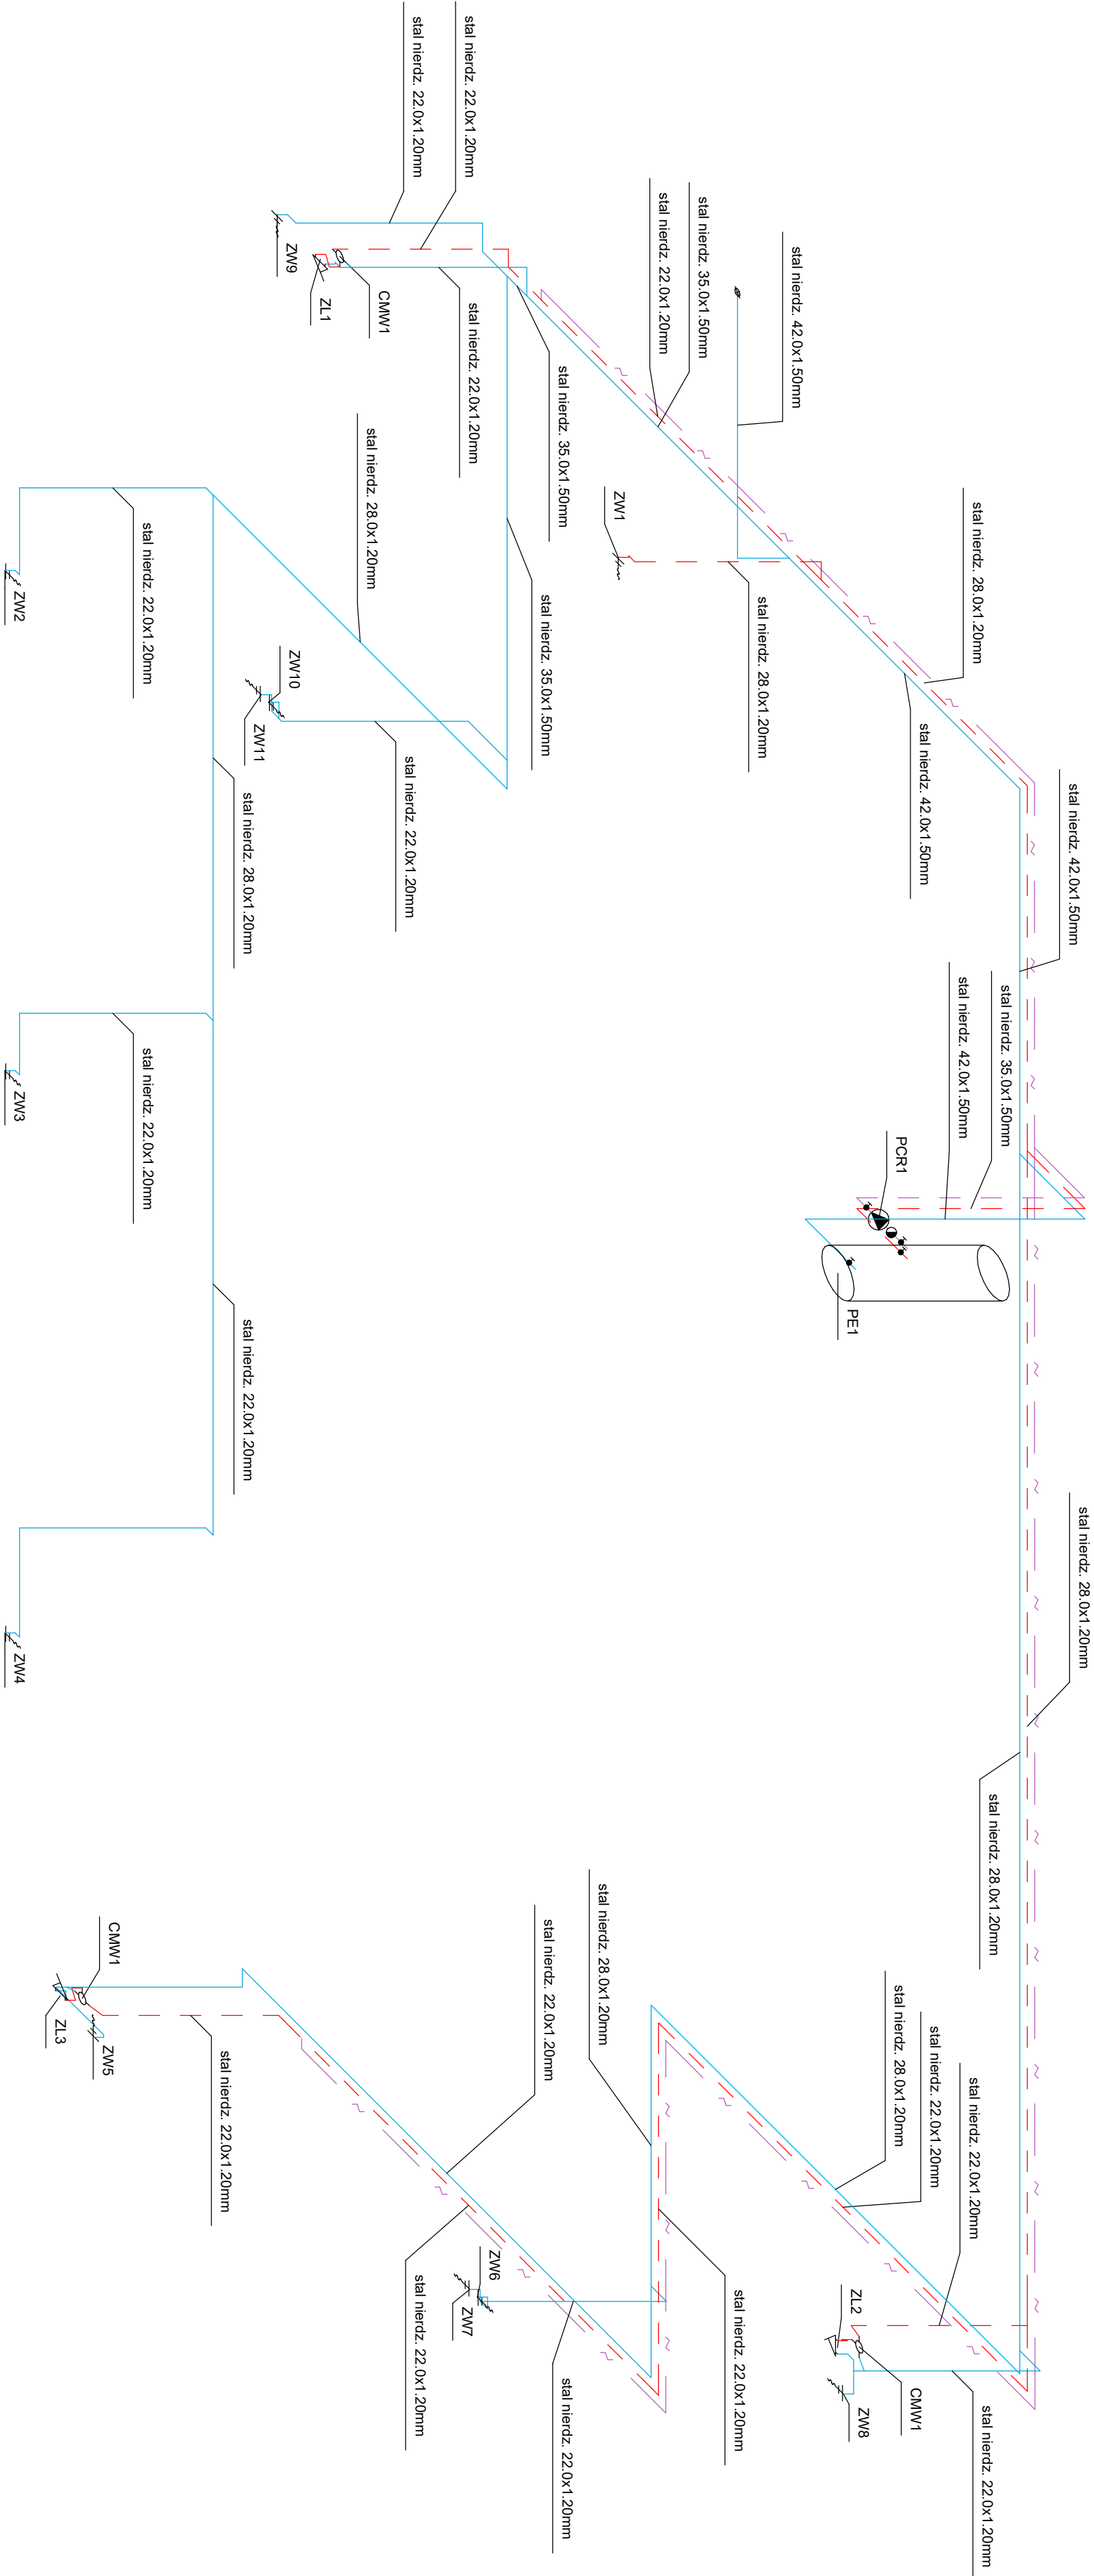 stal nierdz. 28.0x1.20mm
stal nierdz. 42.0x1.50mm
stal nierdz. 35.0x1.50mm
stal nierdz. 28.0x1.20mm
stal nierdz. 22.0x1.20mm
stal nierdz. 28.0x1.20mm
stal nierdz. 22.0x1.20mm
stal nierdz. 42.0x1.50mm
stal nierdz. 22.0x1.20mm
stal nierdz. 42.0x1.50mm
CMW1
PCR1
stal nierdz. 28.0x1.20mm
ZW8
PE1
ZL2
stal nierdz. 42.0x1.50mm
stal nierdz. 28.0x1.20mm
stal nierdz. 22.0x1.20mm
stal nierdz. 35.0x1.50mm
stal nierdz. 22.0x1.20mm
ZW1
stal nierdz. 28.0x1.20mm
stal nierdz. 22.0x1.20mm
stal nierdz. 35.0x1.50mm
stal nierdz. 22.0x1.20mm
stal nierdz. 35.0x1.50mm
ZW6
stal nierdz. 22.0x1.20mm
stal nierdz. 22.0x1.20mm
ZW7
stal nierdz. 22.0x1.20mm
stal nierdz. 22.0x1.20mm
stal nierdz. 22.0x1.20mm
CMW1
stal nierdz. 28.0x1.20mm
ZL1
ZW10
ZW9
ZW11
stal nierdz. 22.0x1.20mm
stal nierdz. 28.0x1.20mm
stal nierdz. 22.0x1.20mm
stal nierdz. 22.0x1.20mm
stal nierdz. 22.0x1.20mm
CMW1
ZW5
ZL3
ZW2
ZW3
ZW4